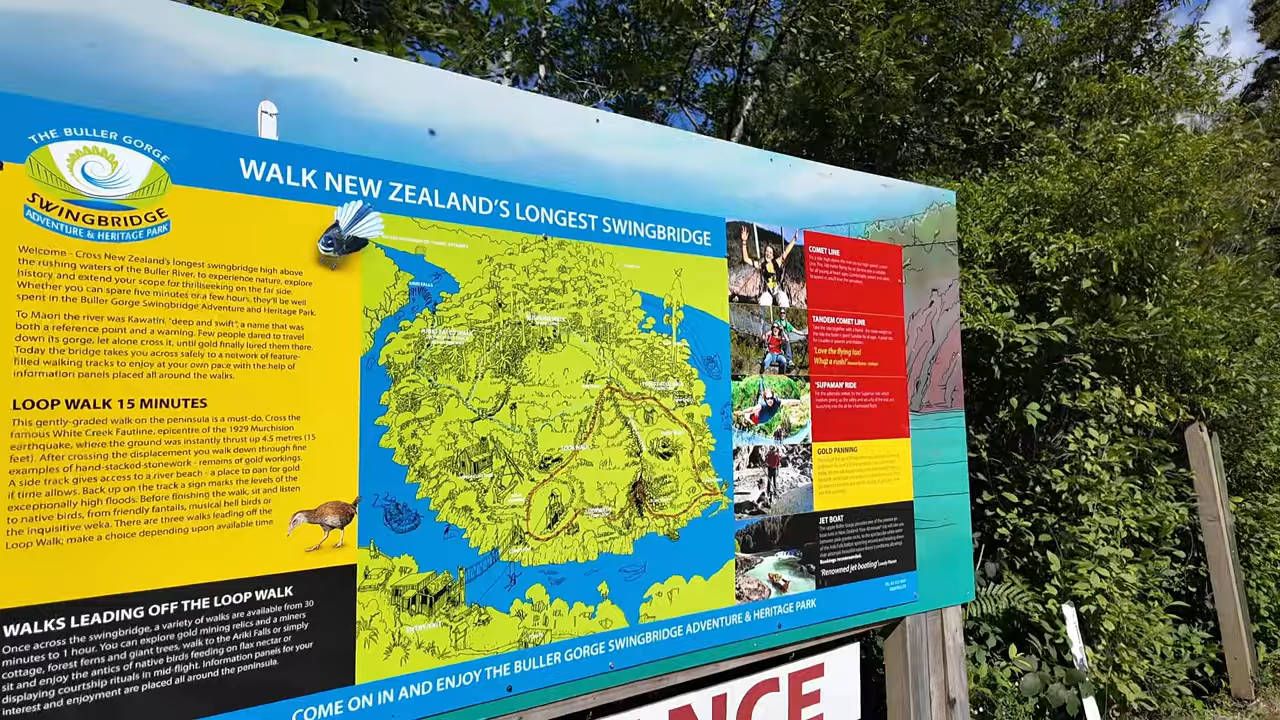 THE BULLER GORGE
SWINGBRIDGE
ADVENTURE & HERITAGE PARK
WALK NEW ZEALAND'S LONGEST SWINGBRIDGE
Welcome - Cross New Zealand's longest swingbridge high above
the rushing waters of the Buller River, to experience nature, explore
history and extend your scope for thrillseeking on the far side.
Whether you can spare five minutes or a few hours, they'll be well
spent in the Buller Gorge Swingbridge Adventure and Heritage Park.
To Maori the river was Kawatiri, "deep and swift", a name that was
both a reference point and a warning. Few people dared to travel
down its gorge, let alone cross it, until gold finally lured them there.
Today the bridge takes you across safely to a network of feature-
filled walking tracks to enjoy at your own pace with the help of
information panels placed all around the walks.
LOOP WALK 15 MINUTES
This gently-graded walk on the peninsula is a must-do. Cross the
famous White Creek Faultline, epicentre of the 1929 Murchison
earthquake, where the ground was instantly thrust up 4.5 metres (15
feet). After crossing the displacement you walk down through fine
examples of hand-stacked-stonework - remains of gold workings.
A side track gives access to a river beach - a place to pan for gold
if time allows. Back up on the track a sign marks the levels of the
exceptionally high floods. Before finishing the walk, sit and listen
to native birds, from friendly fantails, musical bell birds or
the inquisitive weka. There are three walks leading off the
Loop Walk; make a choice depending upon available time.
WALKS LEADING OFF THE LOOP WALK
Once across the swingbridge, a variety of walks are available from 30
minutes to 1 hour. You can explore gold mining relics and a miners
cottage, forest ferns and giant trees, walk to the Ariki Falls or simply
sit and enjoy the antics of native birds feeding on flax nectar or
displaying courtship rituals in mid-flight. Information panels for your
interest and enjoyment are placed all around the peninsula.
COMET LINE
TANDEM COMET LINE
'Love the flying fox!
What a rush!'
'SUPAMAN' RIDE
GOLD PANNING
JET BOAT
Bookings recommended.
'Renowned jet boating' Lonely Planet
COME ON IN AND ENJOY THE BULLER GORGE SWINGBRIDGE ADVENTURE & HERITAGE PARK
ANCE